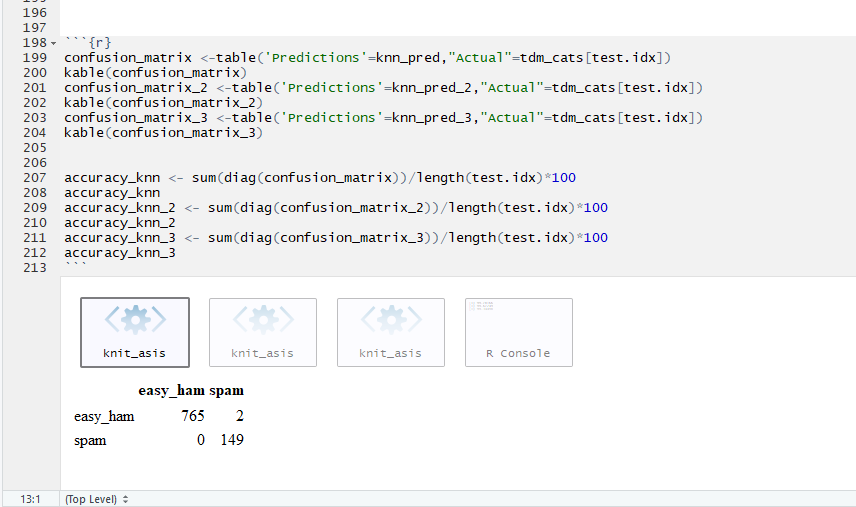 196
197
198 ```{r}
199 confusion_matrix <-table('Predictions'=knn_pred,"Actual"=tdm_cats[test.idx])
200 kable(confusion_matrix)
201 confusion_matrix_2 <-table('Predictions'=knn_pred_2,"Actual"=tdm_cats[test.idx])
202 kable(confusion_matrix_2)
203 confusion_matrix_3 <-table('Predictions'=knn_pred_3,"Actual"=tdm_cats[test.idx])
204 kable(confusion_matrix_3)
205
206
207 accuracy_knn <- sum(diag(confusion_matrix))/length(test.idx)*100
208 accuracy_knn
209 accuracy_knn_2 <- sum(diag(confusion_matrix_2))/length(test.idx)*100
210 accuracy_knn_2
211 accuracy_knn_3 <- sum(diag(confusion_matrix_3))/length(test.idx)*100
212 accuracy_knn_3
213 ```
knit_asis knit_asis knit_asis R Console
easy_ham spam
easy_ham 765 2
spam 0 149
13:1 (Top Level)